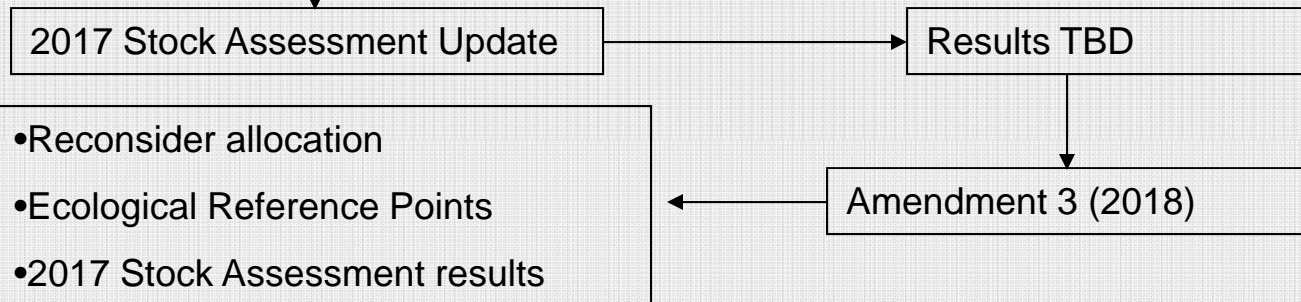 2017 Stock Assessment Update
Results TBD
Amendment 3 (2018)
•Reconsider allocation
•Ecological Reference Points
•2017 Stock Assessment results